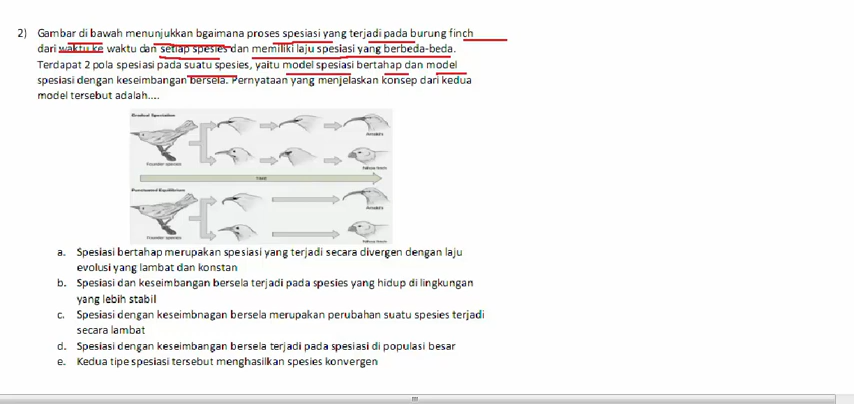 2) Gambar di bawah menunjukkan bgaimana proses spesiasi yang terjadi pada burung finch
dari waktu ke waktu dan setiap spesies dan memiliki laju spesiasi yang berbeda-beda.
Terdapat 2 pola spesiasi pada suatu spesies, yaitu model spesiasi bertahap dan model
spesiasi dengan keseimbangan bersela. Pernyataan yang menjelaskan konsep dari kedua
model tersebut adalah....
Gradual Speciation
Amakihi
Founder species
Nihoa finch
TIME
Punctuated Equilibrium
Amakihi
Founder species
Nihoa finch
a. Spesiasi bertahap merupakan spesiasi yang terjadi secara divergen dengan laju
evolusi yang lambat dan konstan
b. Spesiasi dan keseimbangan bersela terjadi pada spesies yang hidup di lingkungan
yang lebih stabil
c. Spesiasi dengan keseimbnagan bersela merupakan perubahan suatu spesies terjadi
secara lambat
d. Spesiasi dengan keseimbangan bersela terjadi pada spesiasi di populasi besar
e. Kedua tipe spesiasi tersebut menghasilkan spesies konvergen